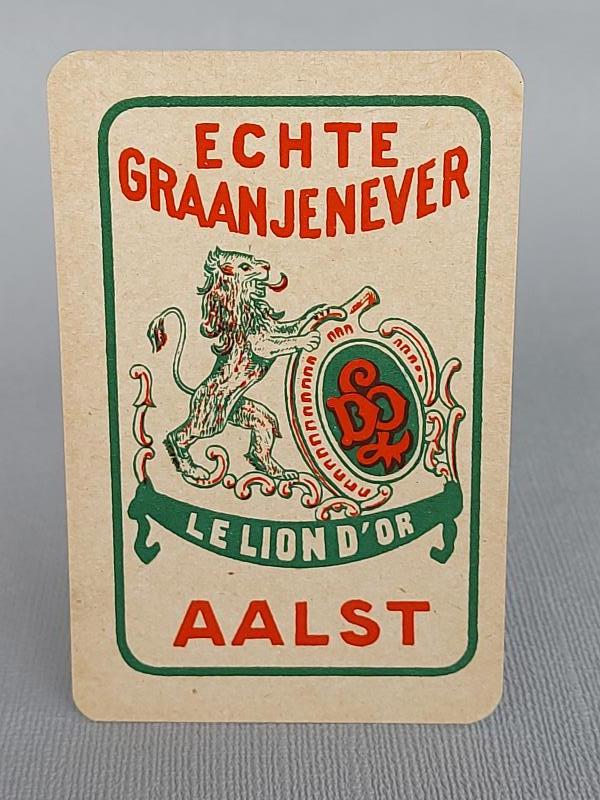 ECHTE
GRAANJENEVER
LE LION D'OR
AALST